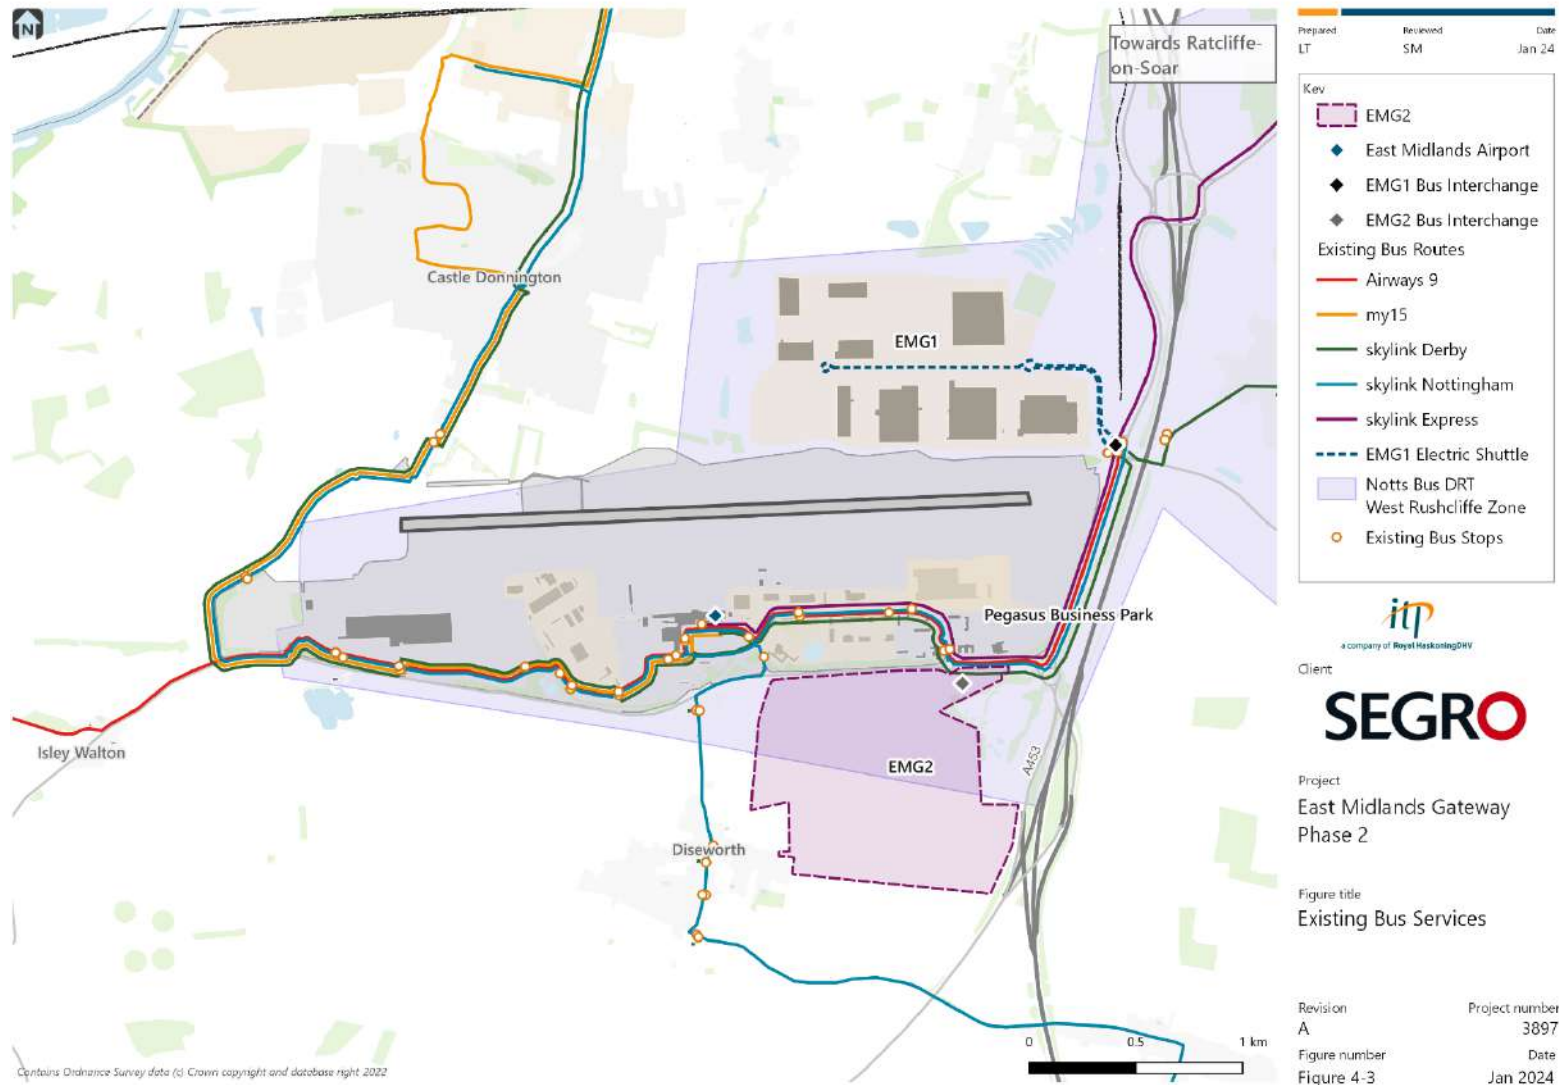 N
Towards Ratcliffe-
on-Soar
Castle Donnington
EMG1
Pegasus Business Park
Isley Walton
EMG2
A453
Diseworth
0 0.5 1 km
Contains Ordnance Survey data (c) Crown copyright and database right 2022
Prepared Reviewed Date
LT SM Jan 24
Key
EMG2
East Midlands Airport
EMG1 Bus Interchange
EMG2 Bus Interchange
Existing Bus Routes
Airways 9
my15
skylink Derby
skylink Nottingham
skylink Express
EMG1 Electric Shuttle
Notts Bus DRT
West Rushcliffe Zone
Existing Bus Stops
itp
a company of Royal HaskoningDHV
Client
SEGRO
Project
East Midlands Gateway
Phase 2
Figure title
Existing Bus Services
Revision Project number
A 3897
Figure number Date
Figure 4-3 Jan 2024